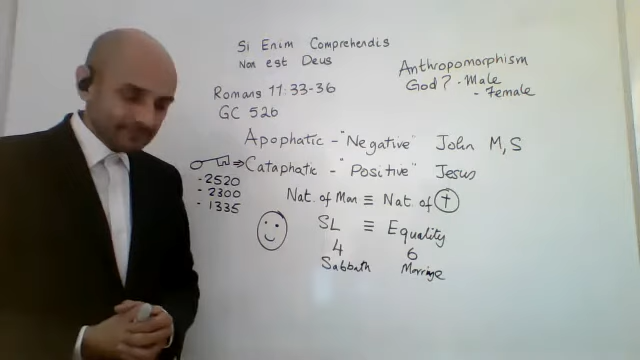 Si Enim Comprehendis
Non est Deus
Anthropomorphism
God? - Male
- Female
Romans 11:33-36
GC 526
Apophatic - "Negative" John M, S
Cataphatic - "Positive" Jesus
- 2520
- 2300
- 1335
Nat. of Man ≡ Nat. of †
SL ≡ Equality
4 6
Sabbath Marriage